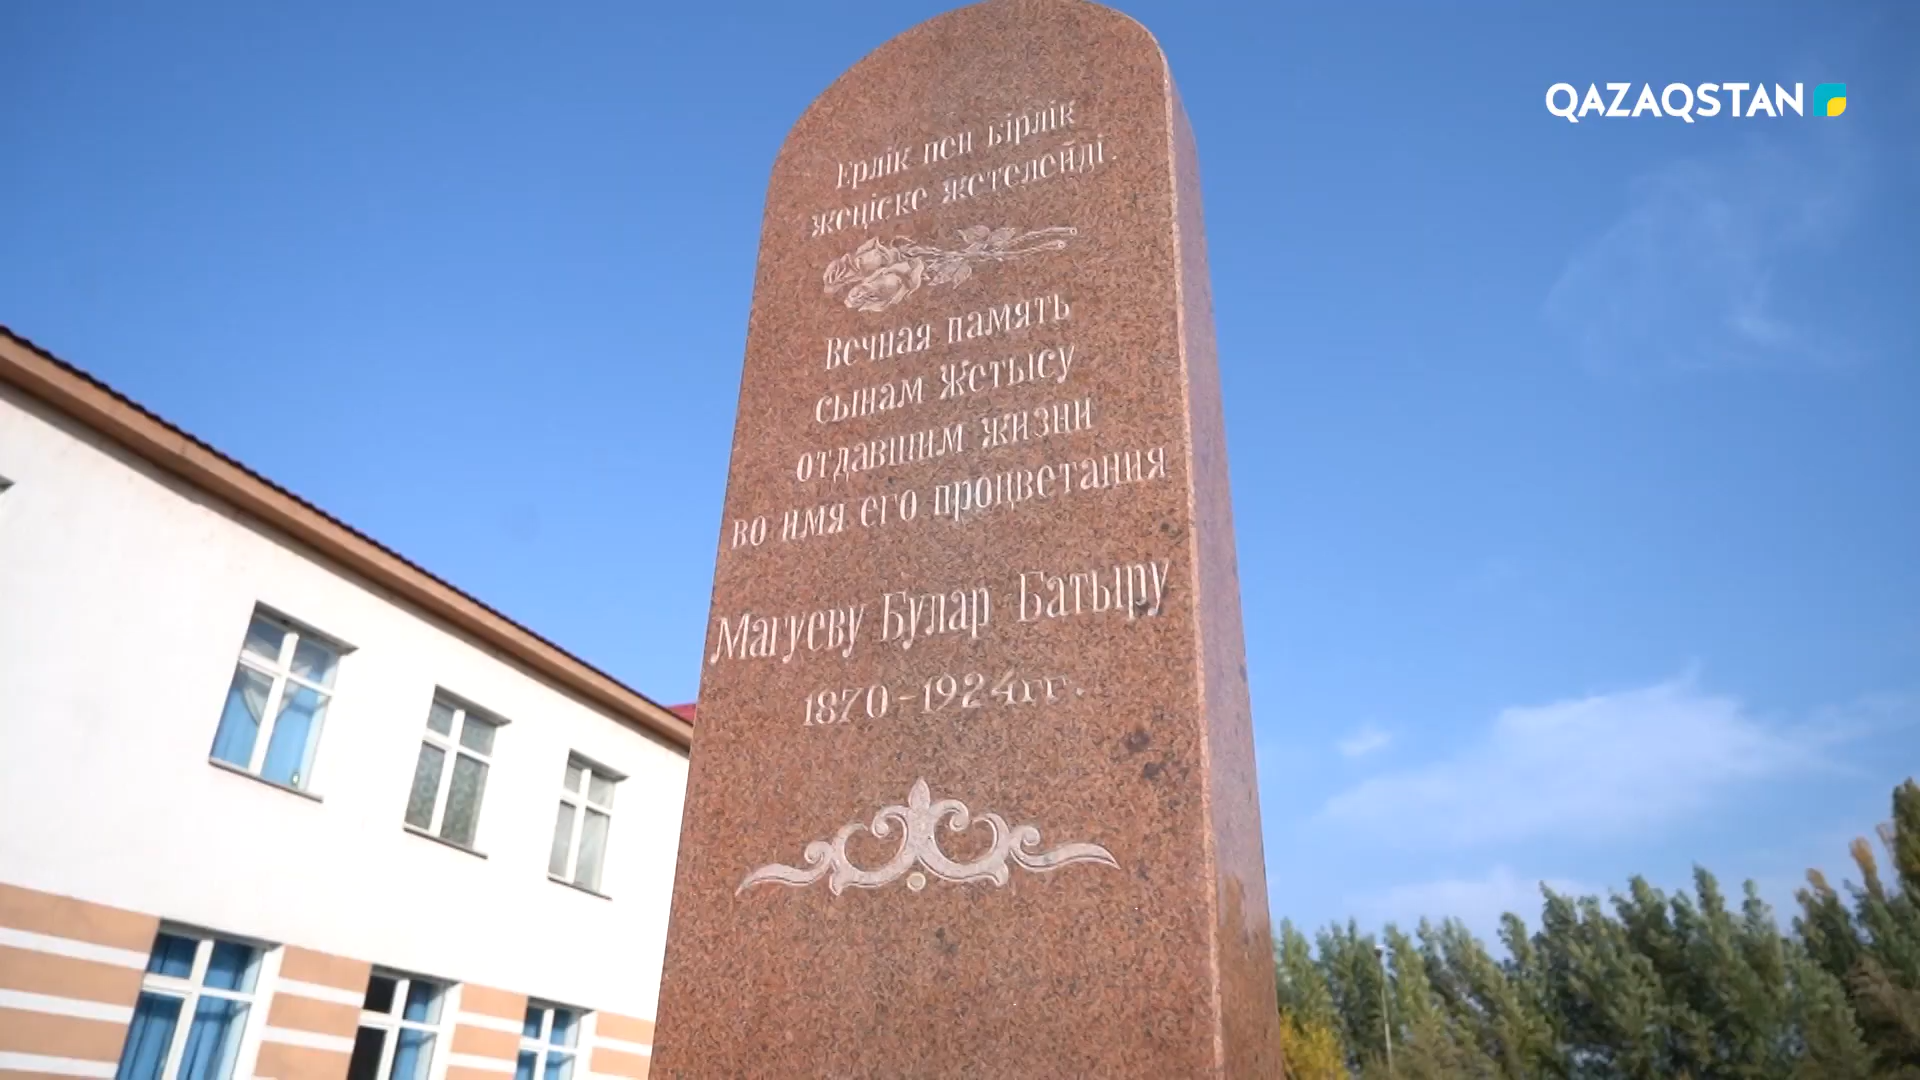 QAZAQSTAN
Ерлік пен бірлік
жеңіске жетелейді.
Вечная память
сынам Жетысу
отдавшим жизни
во имя его процветания
Магуеву Булар Батыру
1870-1924гг.